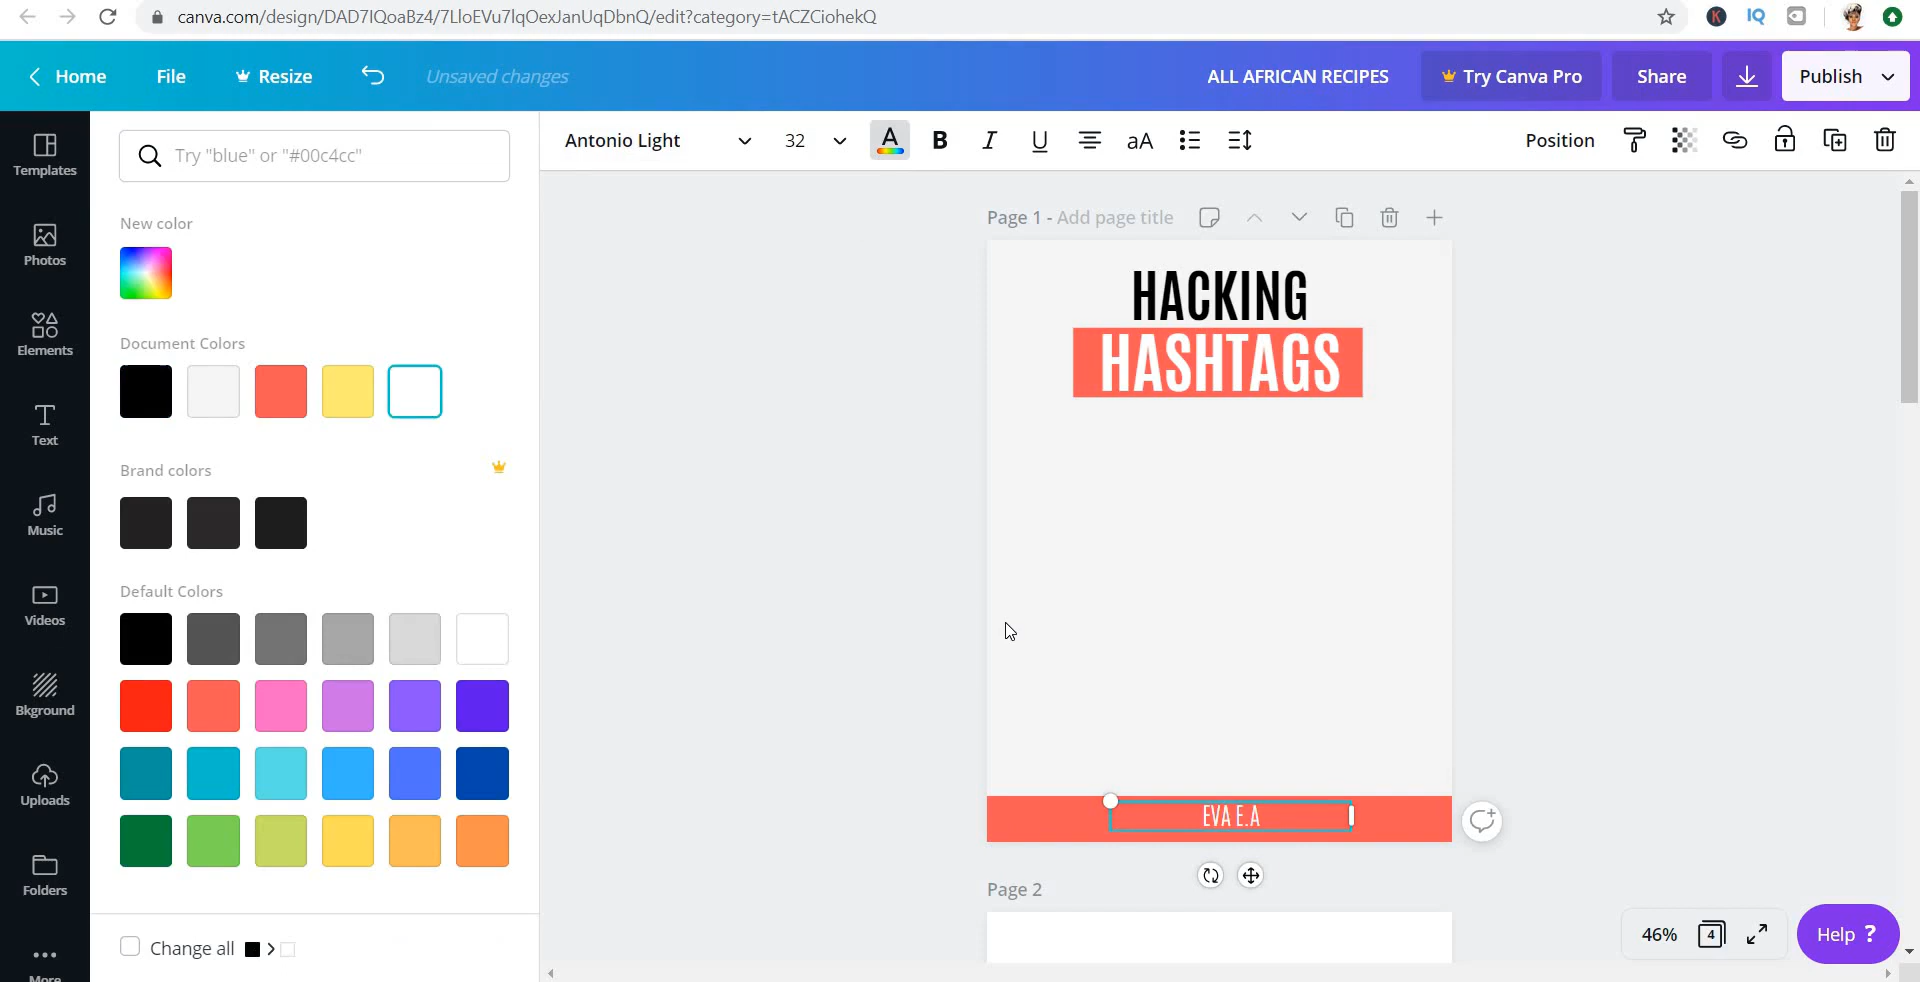 canva.com/design/DAD7IQoaBz4/7LloEVu7lqOexJanUqDbnQ/edit?category=tACZCiohekQ
K
IQ
Home
File
Resize
Unsaved changes
ALL AFRICAN RECIPES
Try Canva Pro
Share
Publish
Templates
Photos
Elements
Text
Music
Videos
Bkground
Uploads
Folders
More
Try "blue" or "#00c4cc"
New color
Document Colors
Brand colors
Default Colors
Change all
Antonio Light
32
A
B
I
U
aA
Position
Page 1 - Add page title
HACKING
HASHTAGS
EVA E.A
Page 2
46%
4
Help ?